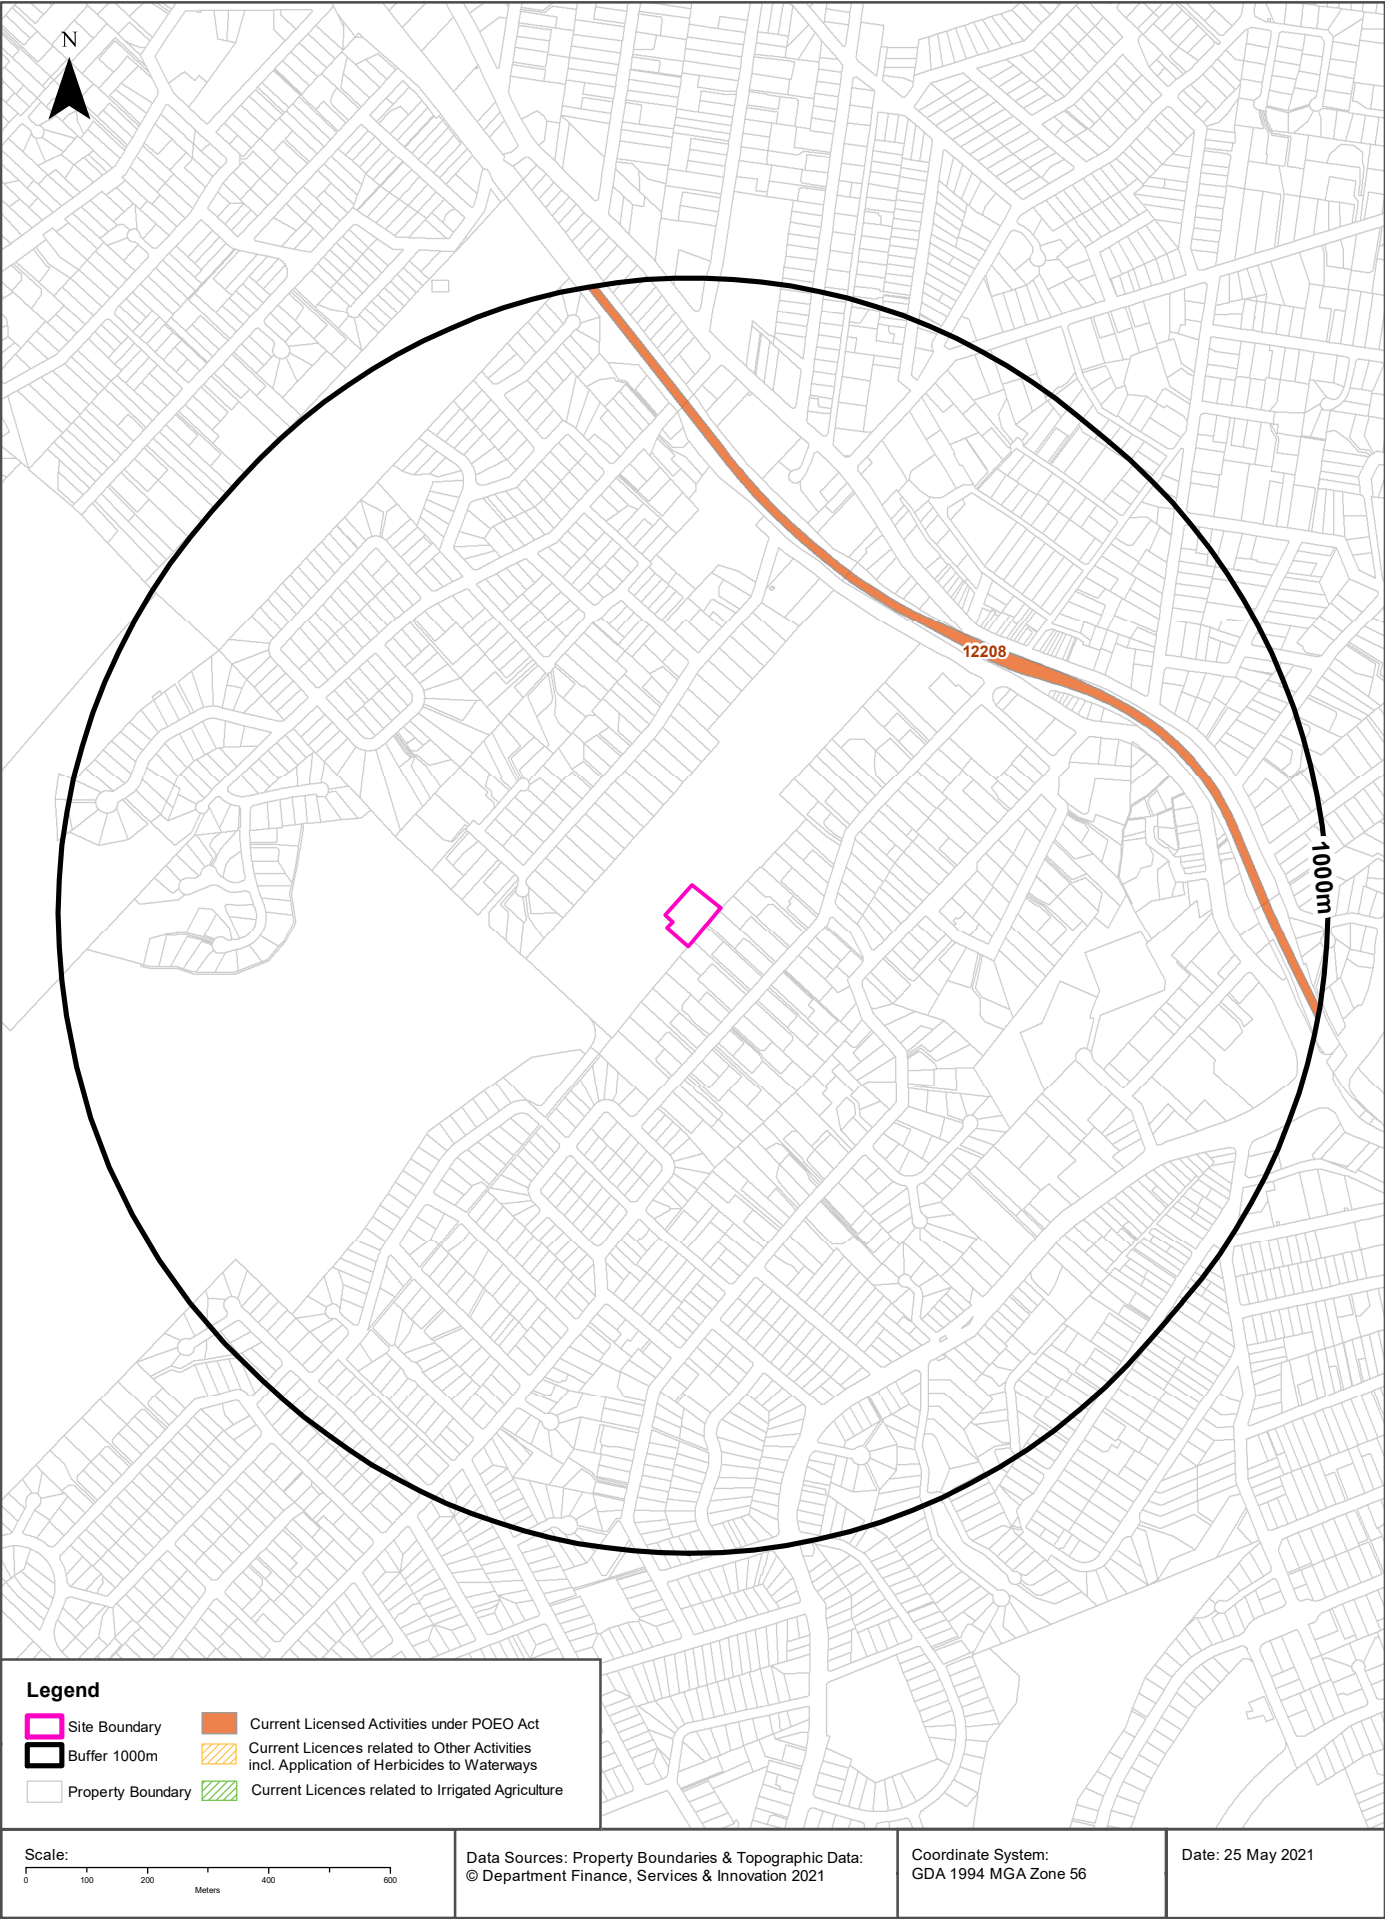 N
12208
1000m
Legend
Site Boundary
Buffer 1000m
Property Boundary
Current Licensed Activities under POEO Act
Current Licences related to Other Activities
incl. Application of Herbicides to Waterways
Current Licences related to Irrigated Agriculture
Scale:
0 100 200 400 600
Meters
Data Sources: Property Boundaries & Topographic Data:
© Department Finance, Services & Innovation 2021
Coordinate System:
GDA 1994 MGA Zone 56
Date: 25 May 2021